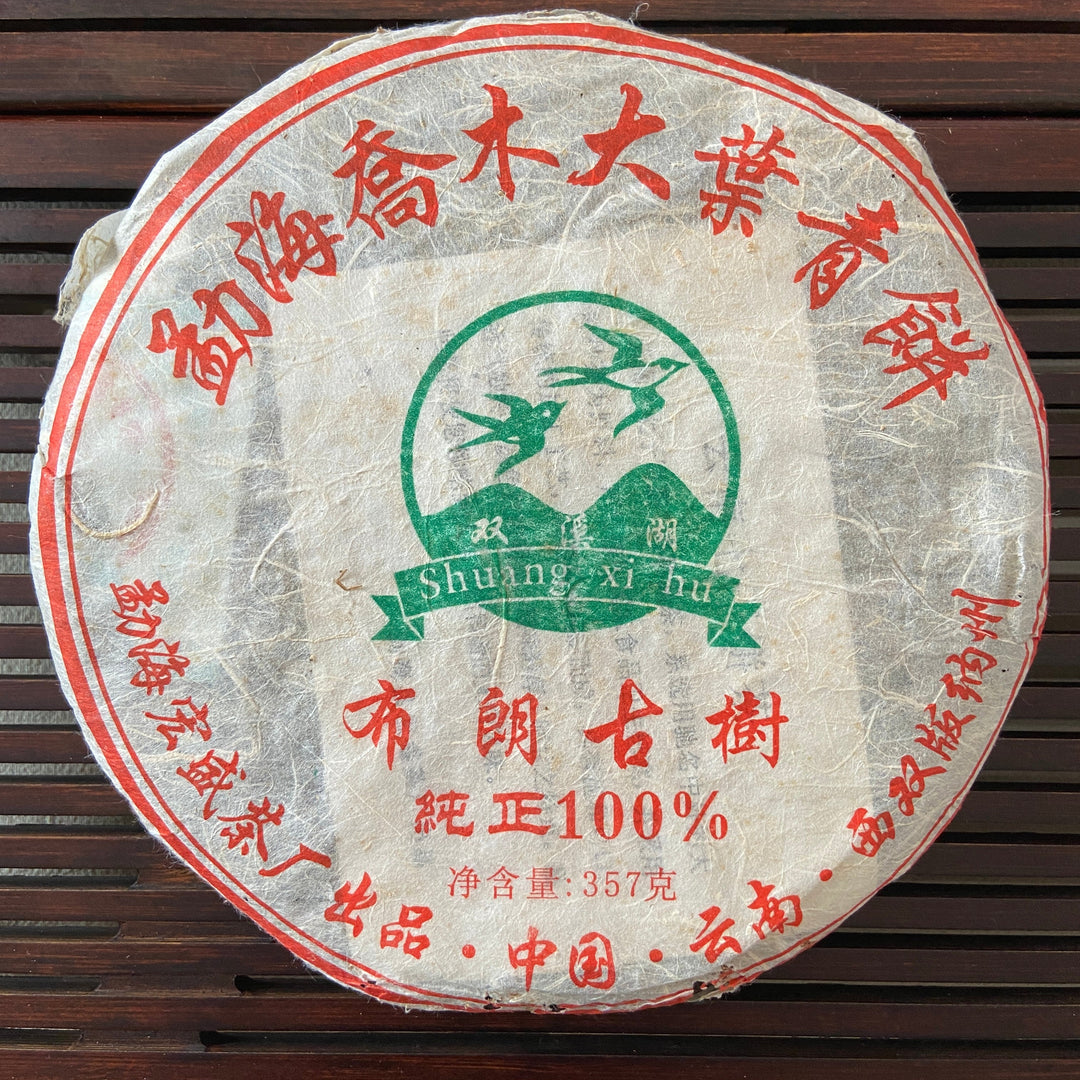 勐海喬木大葉青餅
双溪湖
Shuang xi hu
布朗古樹
純正100%
净含量:357克
勐海宏盛茶厂出品·中国·云南·西双版纳州